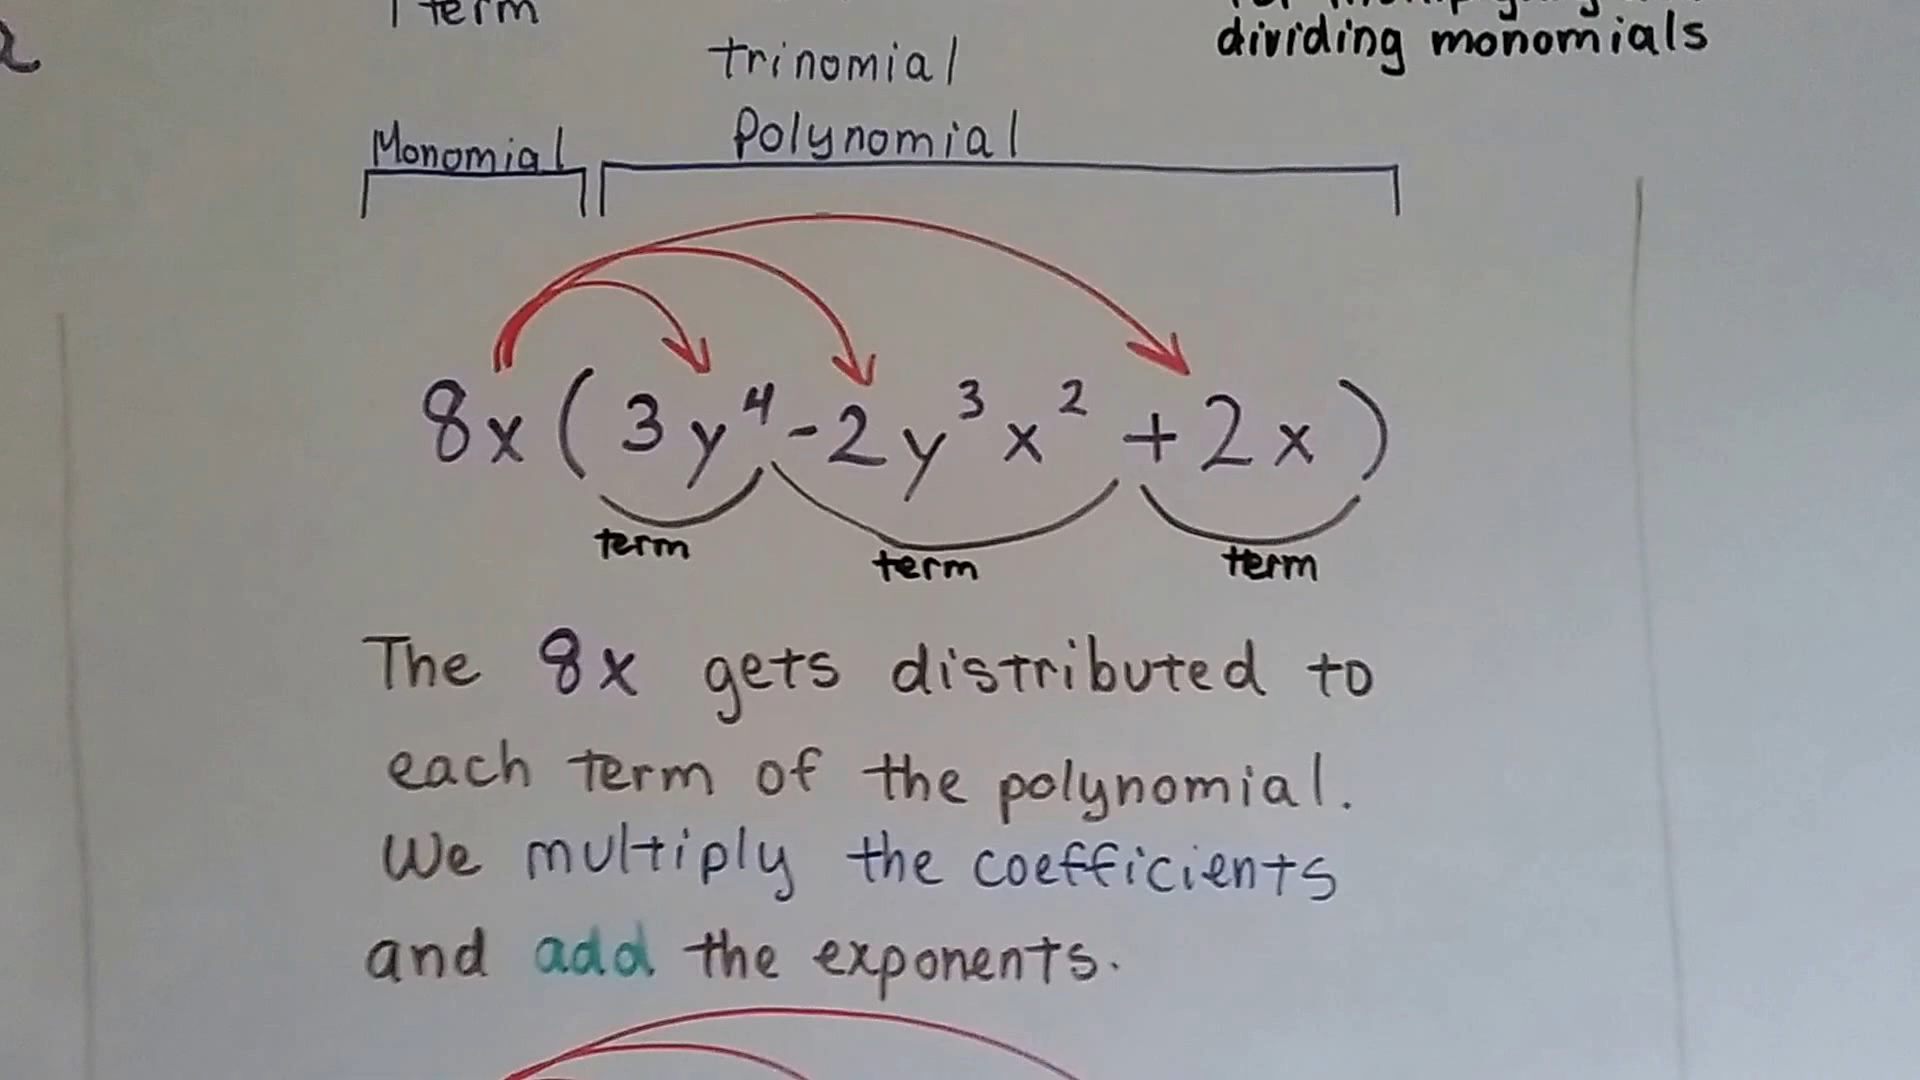 1 term
trinomial
dividing monomials
Polynomial
Monomial
8x(3y⁴-2y³x²+2x)
term term term
The 8x gets distributed to
each term of the polynomial.
We multiply the coefficients
and add the exponents.